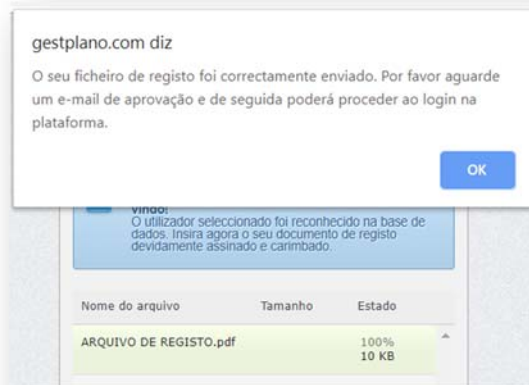 gestplano.com diz
O seu ficheiro de registo foi correctamente enviado. Por favor aguarde
um e-mail de aprovação e de seguida poderá proceder ao login na
plataforma.
OK
vindo!
O utilizador seleccionado foi reconhecido na base de
dados. Insira agora o seu documento de registo
devidamente assinado e carimbado.
Nome do arquivo Tamanho Estado
ARQUIVO DE REGISTO.pdf 100%
10 KB